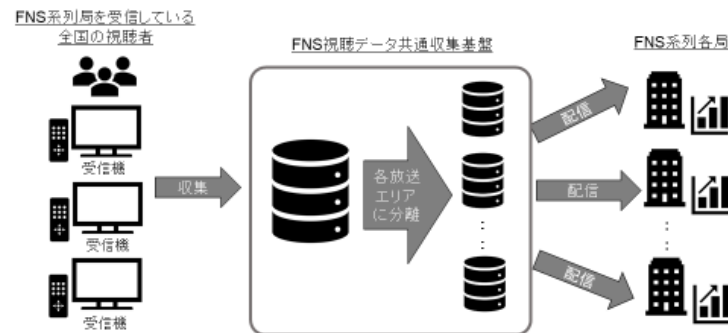 FNS系列局を受信している
全国の視聴者
受信機
受信機
受信機
収集
FNS視聴データ共通収集基盤
各放送
エリア
に分離
配信
配信
配信
FNS系列各局